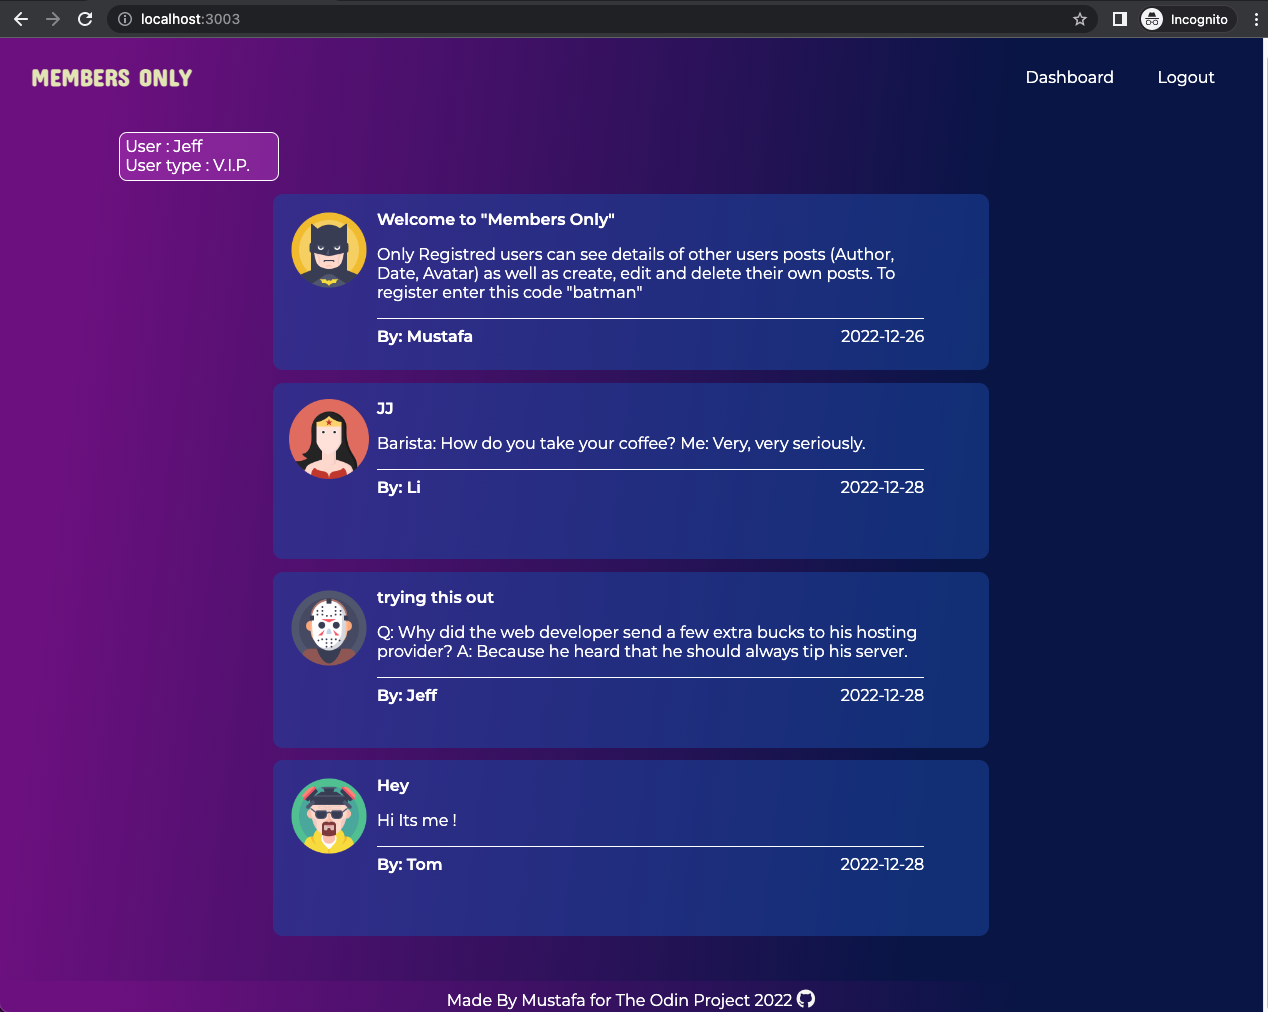 localhost:3003
Incognito
MEMBERS ONLY
Dashboard
Logout
User : Jeff
User type : V.I.P.
Welcome to "Members Only"
Only Registred users can see details of other users posts (Author,
Date, Avatar) as well as create, edit and delete their own posts. To
register enter this code "batman"
By: Mustafa
2022-12-26
JJ
Barista: How do you take your coffee? Me: Very, very seriously.
By: Li
2022-12-28
trying this out
Q: Why did the web developer send a few extra bucks to his hosting
provider? A: Because he heard that he should always tip his server.
By: Jeff
2022-12-28
Hey
Hi Its me !
By: Tom
2022-12-28
Made By Mustafa for The Odin Project 2022